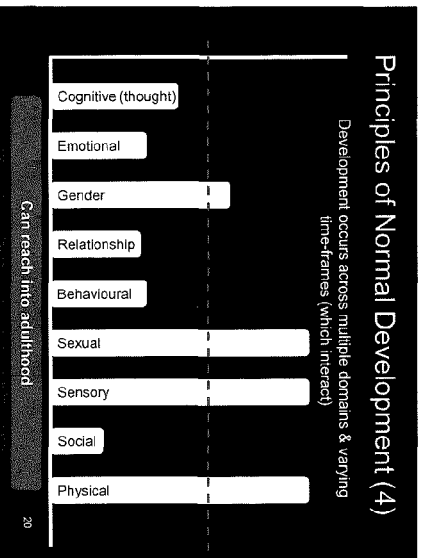 Principles of Normal Development (4)
Development occurs across multiple domains & varying
time-frames (which interact)
Cognitive (thought)
Emotional
Gender
Relationship
Behavioural
Sexual
Sensory
Social
Physical
Can reach into adulthood
20